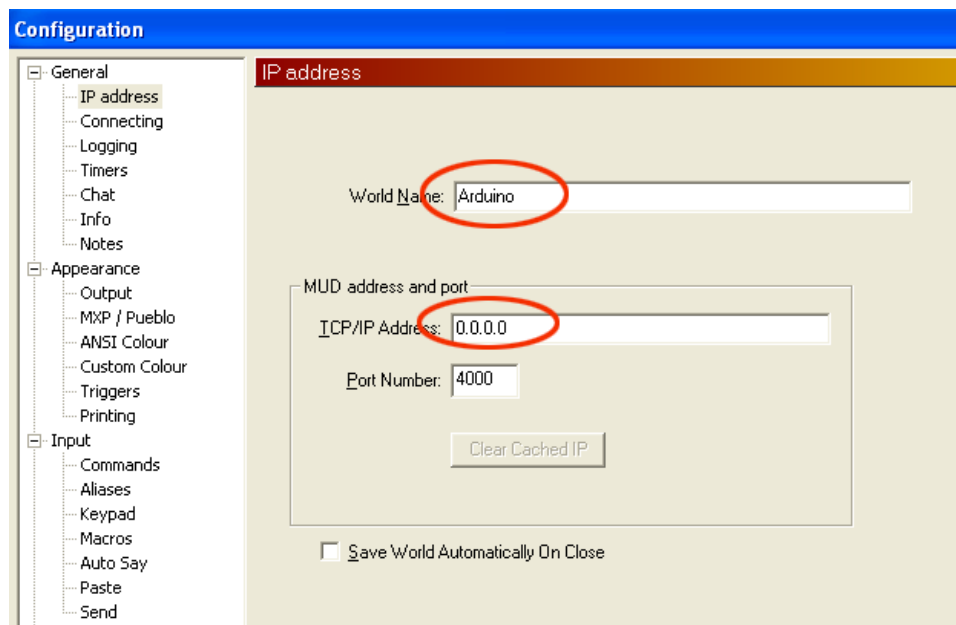 Configuration
General
IP address
Connecting
Logging
Timers
Chat
Info
Notes
Appearance
Output
MXP / Pueblo
ANSI Colour
Custom Colour
Triggers
Printing
Input
Commands
Aliases
Keypad
Macros
Auto Say
Paste
Send
IP address
World Name: Arduino
MUD address and port
TCP/IP Address: 0.0.0.0
Port Number: 4000
Clear Cached IP
Save World Automatically On Close